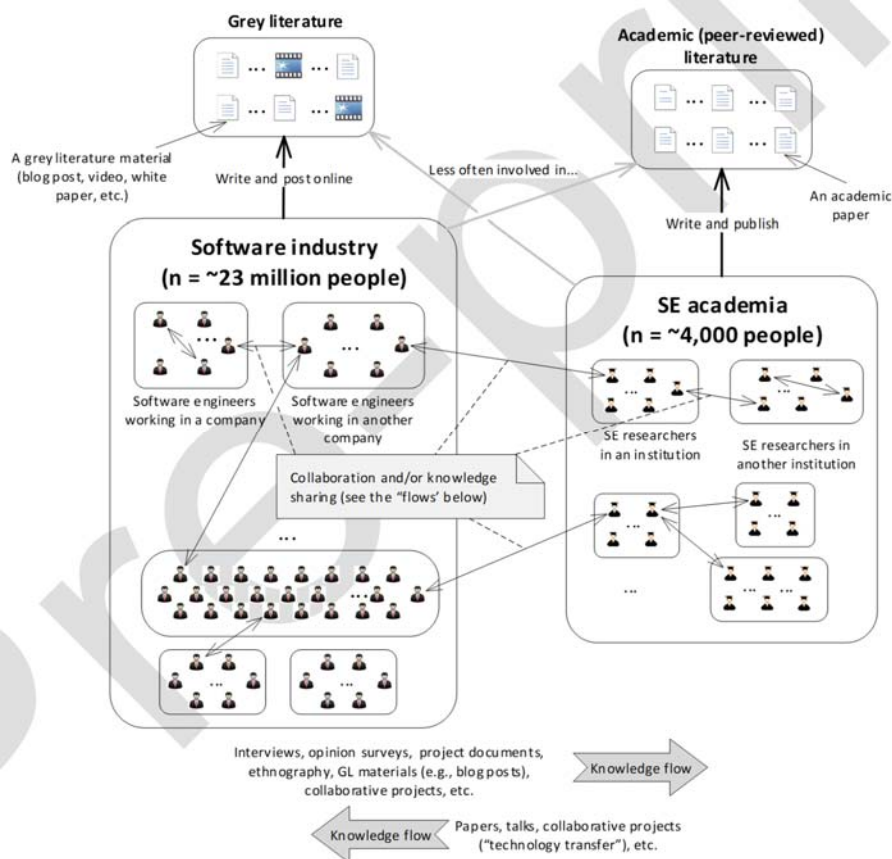 Grey literature
Academic (peer-reviewed)
literature
A grey literature material
(blog post, video, white
paper, etc.)
Write and post online
Less often involved in...
Write and publish
An academic
paper
Software industry
(n = ~23 million people)
SE academia
(n = ~4,000 people)
Software engineers
working in a company
Software engineers
working in another
company
SE researchers
in an institution
SE researchers in
another institution
Collaboration and/or knowledge
sharing (see the "flows' below)
...
...
Interviews, opinion surveys, project documents,
ethnography, GL materials (e.g., blog posts),
collaborative projects, etc.
Knowledge flow
Knowledge flow
Papers, talks, collaborative projects
("technology transfer"), etc.
Pre-print